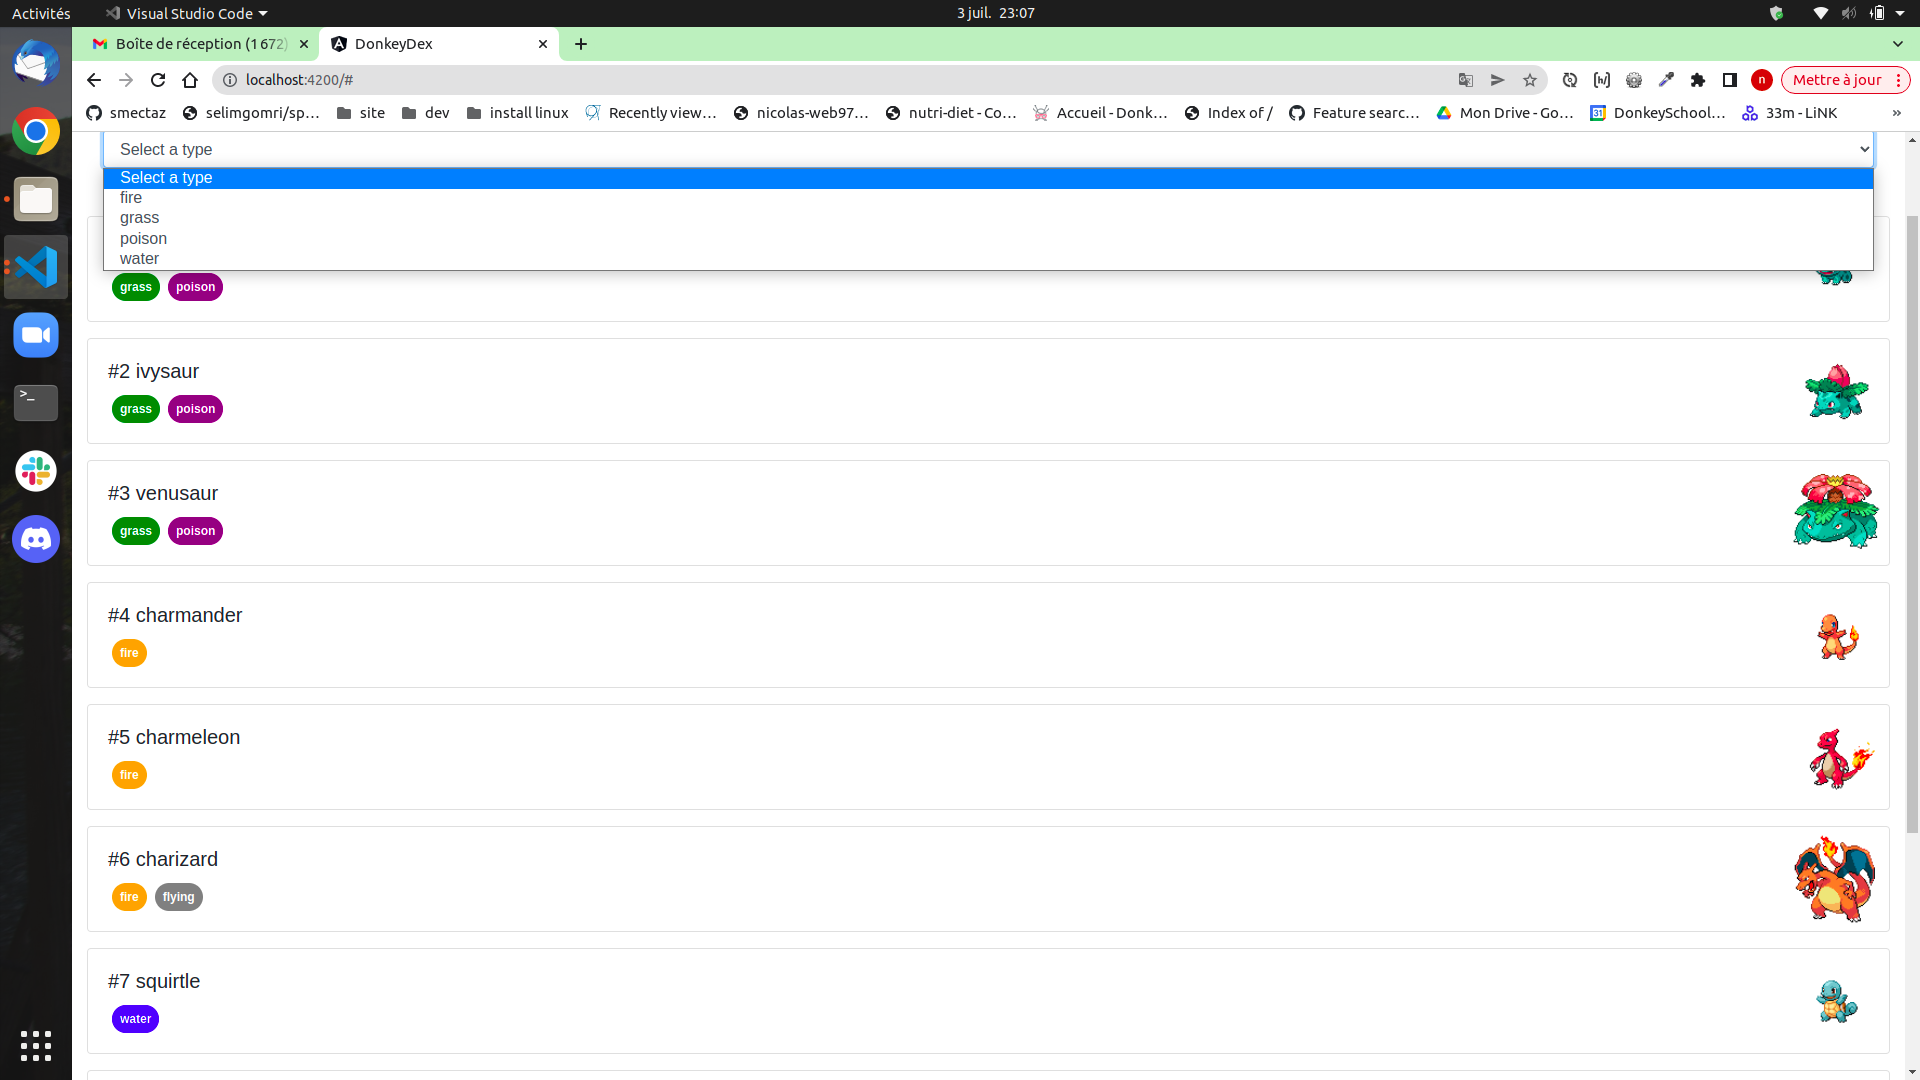 Activités
Visual Studio Code
3 juil. 23:07
Boîte de réception (1 672)
DonkeyDex
localhost:4200/#
n
Mettre à jour
smectaz
selimgomri/sp…
site
dev
install linux
Recently view…
nicolas-web97…
nutri-diet - Co…
Accueil - Donk…
Index of /
Feature searc…
Mon Drive - Go…
31
DonkeySchool…
33m - LiNK
»
Select a type
Select a type
fire
grass
poison
water
grass poison
#2 ivysaur
grass poison
#3 venusaur
grass poison
#4 charmander
fire
#5 charmeleon
fire
#6 charizard
fire flying
#7 squirtle
water